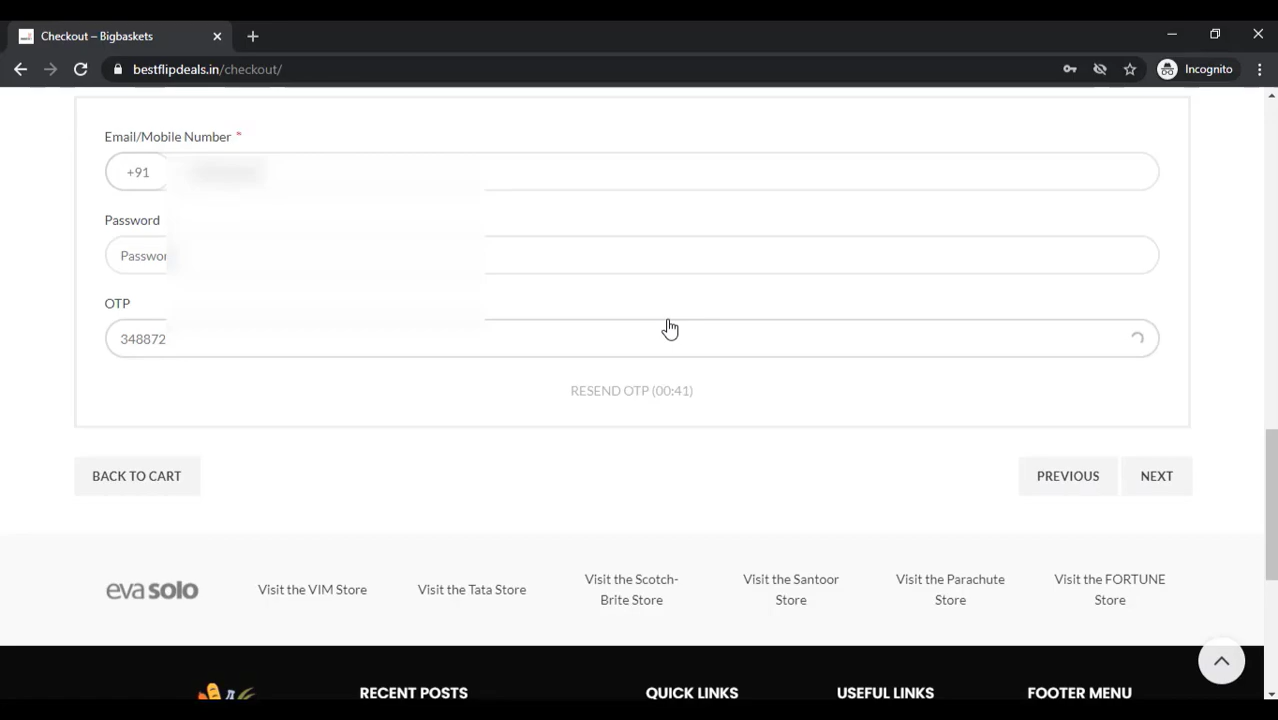 Checkout – Bigbaskets
bestflipdeals.in/checkout/
Incognito
Email/Mobile Number *
+91
Password
Passwor
OTP
348872
RESEND OTP (00:41)
BACK TO CART
PREVIOUS
NEXT
eva solo
Visit the VIM Store
Visit the Tata Store
Visit the Scotch-
Brite Store
Visit the Santoor
Store
Visit the Parachute
Store
Visit the FORTUNE
Store
RECENT POSTS
QUICK LINKS
USEFUL LINKS
FOOTER MENU